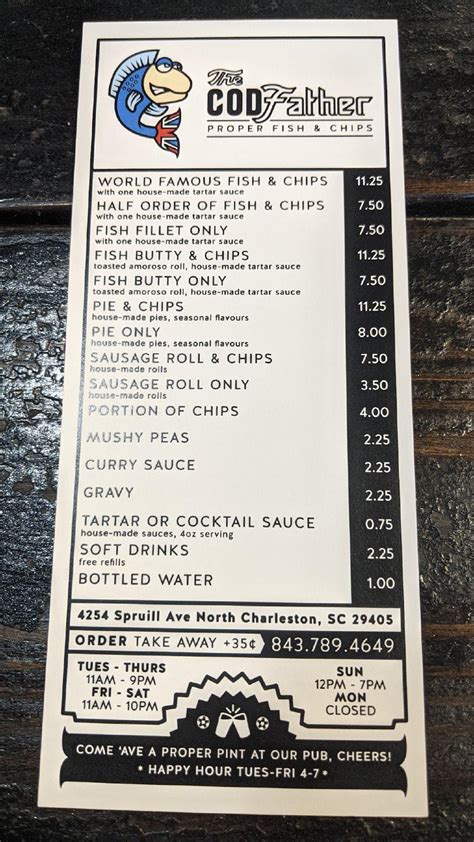 The
CODFather
PROPER FISH & CHIPS
WORLD FAMOUS FISH & CHIPS 11.25
with one house-made tartar sauce
HALF ORDER OF FISH & CHIPS 7.50
with one house-made tartar sauce
FISH FILLET ONLY 7.50
with one house-made tartar sauce
FISH BUTTY & CHIPS 11.25
toasted amoroso roll, house-made tartar sauce
FISH BUTTY ONLY 7.50
toasted amoroso roll, house-made tartar sauce
PIE & CHIPS 11.25
house-made pies, seasonal flavours
PIE ONLY 8.00
house-made pies, seasonal flavours
SAUSAGE ROLL & CHIPS 7.50
house-made rolls
SAUSAGE ROLL ONLY 3.50
house-made rolls
PORTION OF CHIPS 4.00
MUSHY PEAS 2.25
CURRY SAUCE 2.25
GRAVY 2.25
TARTAR OR COCKTAIL SAUCE 0.75
house-made sauces, 4oz serving
SOFT DRINKS 2.25
free refills
BOTTLED WATER 1.00
4254 Spruill Ave North Charleston, SC 29405
ORDER TAKE AWAY +35¢ 843.789.4649
TUES - THURS
11AM - 9PM
FRI - SAT
11AM - 10PM
SUN
12PM - 7PM
MON
CLOSED
COME 'AVE A PROPER PINT AT OUR PUB, CHEERS!
* HAPPY HOUR TUES-FRI 4-7 *